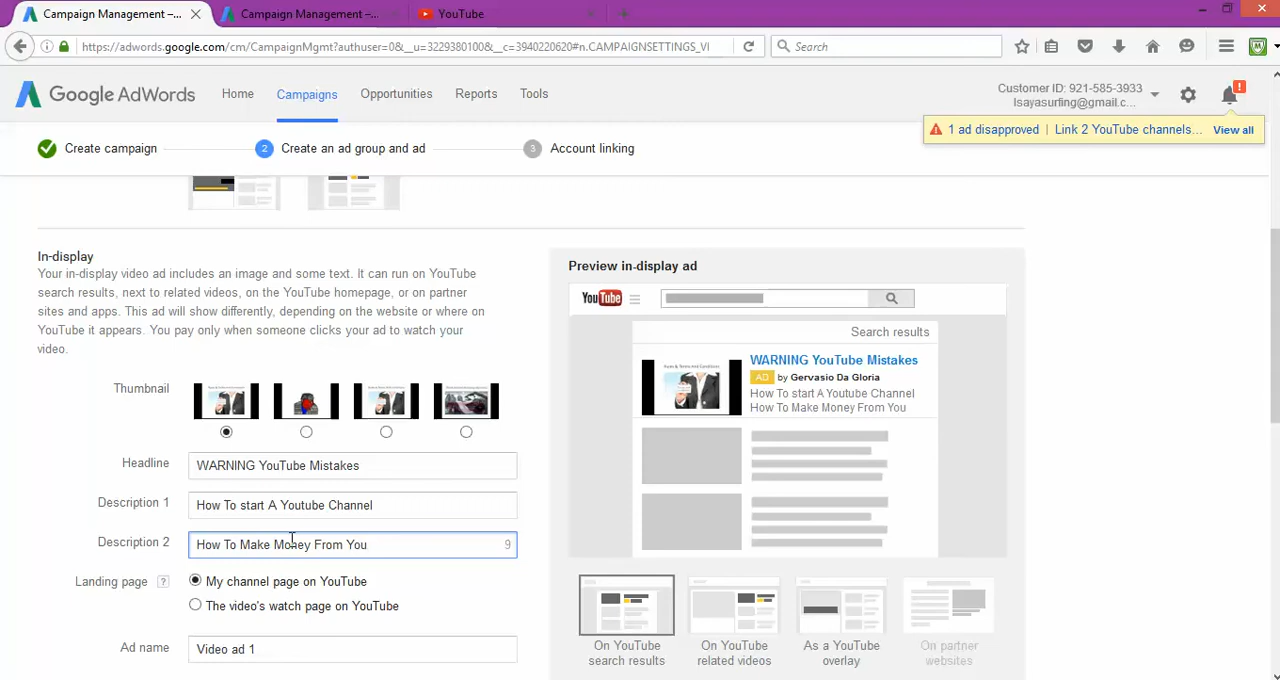 Campaign Management –...
Campaign Management –...
YouTube
https://adwords.google.com/cm/CampaignMgmt?authuser=0&__u=3229380100&__c=3940220620#n.CAMPAIGNSETTINGS_VI
Search
Google AdWords
Home
Campaigns
Opportunities
Reports
Tools
Customer ID: 921-585-3933
lsayasurfing@gmail.c...
!
1 ad disapproved | Link 2 YouTube channels... View all
Create campaign
2 Create an ad group and ad
3 Account linking
In-display
Your in-display video ad includes an image and some text. It can run on YouTube
search results, next to related videos, on the YouTube homepage, or on partner
sites and apps. This ad will show differently, depending on the website or where on
YouTube it appears. You pay only when someone clicks your ad to watch your
video.
Thumbnail
Headline
WARNING YouTube Mistakes
Description 1
How To start A Youtube Channel
Description 2
How To Make Money From You
9
Landing page ?
My channel page on YouTube
The video's watch page on YouTube
Ad name
Video ad 1
Preview in-display ad
YouTube
Search results
WARNING YouTube Mistakes
AD by Gervasio Da Gloria
How To start A Youtube Channel
How To Make Money From You
On YouTube
search results
On YouTube
related videos
As a YouTube
overlay
On partner
websites